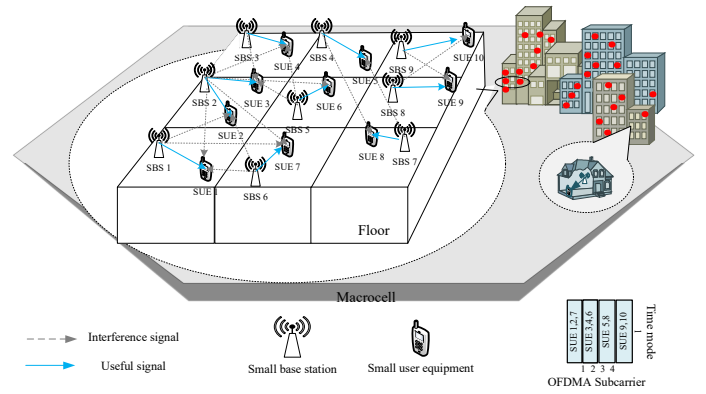 SBS 3
SUE 4
SBS 4
SUE 5
SBS 9
SUE 10
SBS 2
SUE 3
SUE 6
SBS 5
SBS 8
SUE 9
SUE 2
SBS 1
SUE 1
SBS 6
SUE 7
SUE 8
SBS 7
Floor
Macrocell
Interference signal
Useful signal
Small base station
Small user equipment
SUE 1,2,7
SUE 3,4,6
SUE 5,8
SUE 9, 10
Time mode
1
1 2 3 4
OFDMA Subcarrier